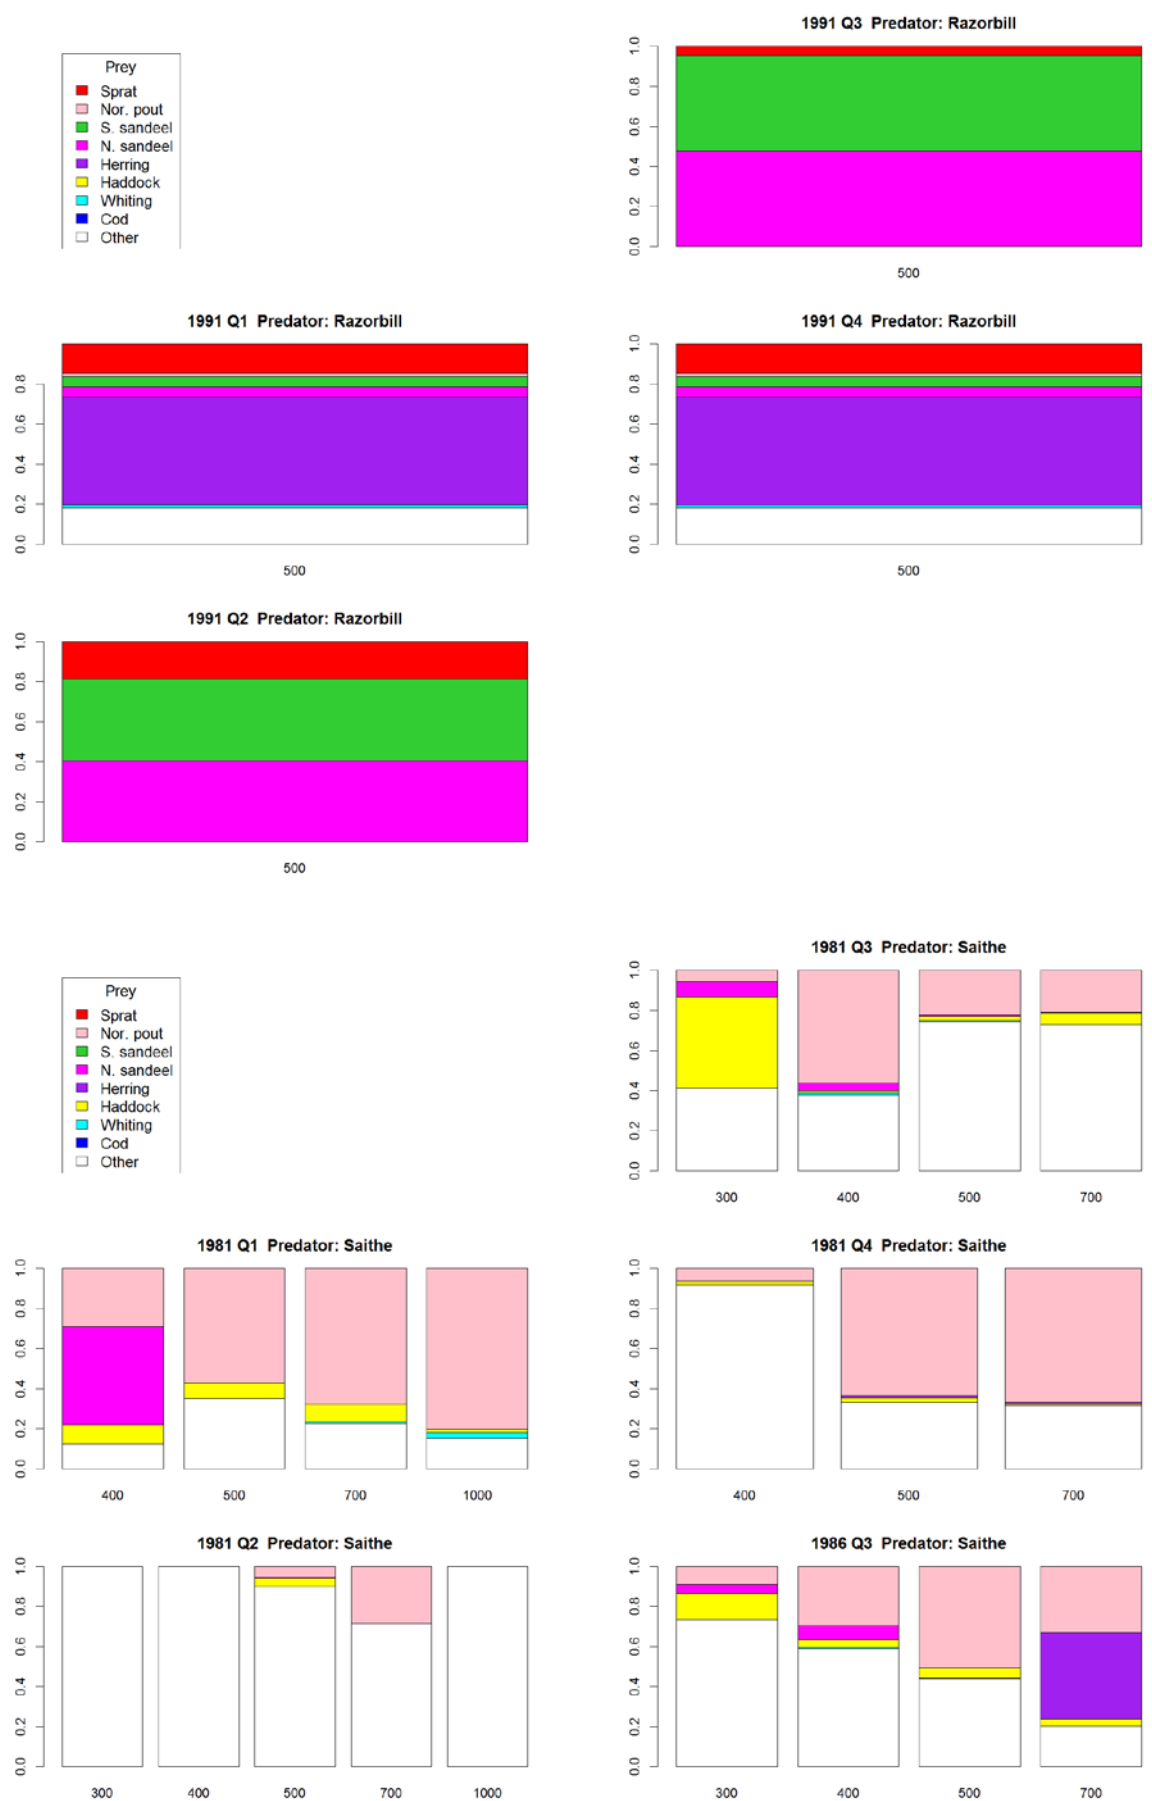 1991 Q3 Predator: Razorbill
1.0
0.8
0.6
0.4
0.2
0.0
500
Prey
Sprat
Nor. pout
S. sandeel
N. sandeel
Herring
Haddock
Whiting
Cod
Other
1991 Q1 Predator: Razorbill
0.8
0.6
0.4
0.2
0.0
500
1991 Q4 Predator: Razorbill
1.0
0.8
0.6
0.4
0.2
0.0
500
1991 Q2 Predator: Razorbill
1.0
0.8
0.6
0.4
0.2
0.0
500
1981 Q3 Predator: Saithe
1.0
0.8
0.6
0.4
0.2
0.0
300 400 500 700
Prey
Sprat
Nor. pout
S. sandeel
N. sandeel
Herring
Haddock
Whiting
Cod
Other
1981 Q1 Predator: Saithe
1.0
0.8
0.6
0.4
0.2
0.0
400 500 700 1000
1981 Q4 Predator: Saithe
1.0
0.8
0.6
0.4
0.2
0.0
400 500 700
1981 Q2 Predator: Saithe
1.0
0.8
0.6
0.4
0.2
0.0
300 400 500 700 1000
1986 Q3 Predator: Saithe
1.0
0.8
0.6
0.4
0.2
0.0
300 400 500 700